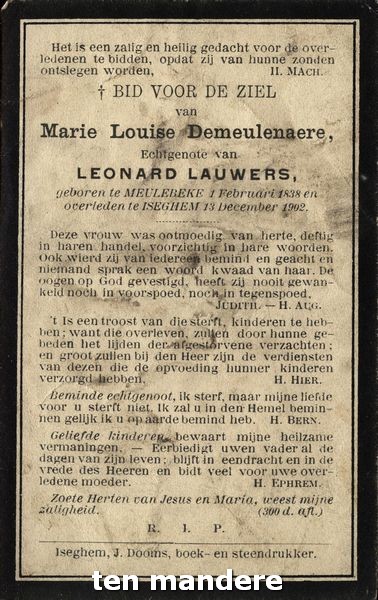 Het is een zalig en heilig gedacht voor de over-
ledenen te bidden, opdat zij van hunne zonden
ontslegen worden, II. MACH.
† BID VOOR DE ZIEL
van
Marie Louise Demeulenaere,
Echtgenote van
LEONARD LAUWERS,
geboren te MEULEBEKE 1 Februari 1838 en
overleden te ISEGHEM 13 December 1902.
Deze vrouw was ootmoedig van herte, deftig
in haren handel, voorzichtig in hare woorden.
Ook wierd zij van iedereen bemind en geacht en
niemand sprak een woord kwaad van haar. De
oogen op God gevestigd, heeft zij nooit gewan-
keld noch in voorspoed, noch in tegenspoed.
JUDITH. — H. AUG.
't Is een troost van die sterft, kinderen te heb-
ben; want die overleven, zullen door hunne ge-
beden het lijden der afgestorvene verzachten;
en groot zullen bij den Heer zijn de verdiensten
van dezen die de opvoeding hunner kinderen
verzorgd hebben, H. HIER.
Beminde echtgenoot, ik sterf, maar mijne liefde
voor u sterft niet. Ik zal u in den Hemel bemin-
nen gelijk ik u op aarde bemind heb. H. BERN.
Geliefde kinderen, bewaart mijne heilzame
vermaningen. — Eerbiedigt uwen vader al de
dagen van zijn leven; blijft in eendracht en in de
vrede des Heeren en bidt veel voor uwe over-
ledene moeder. H. EPHREM.
Zoete Herten van Jesus en Maria, weest mijne
zaligheid. (300 d. afl.)
R. I. P.
Iseghem, J. Dooms, boek- en steendrukker.
ten mandere